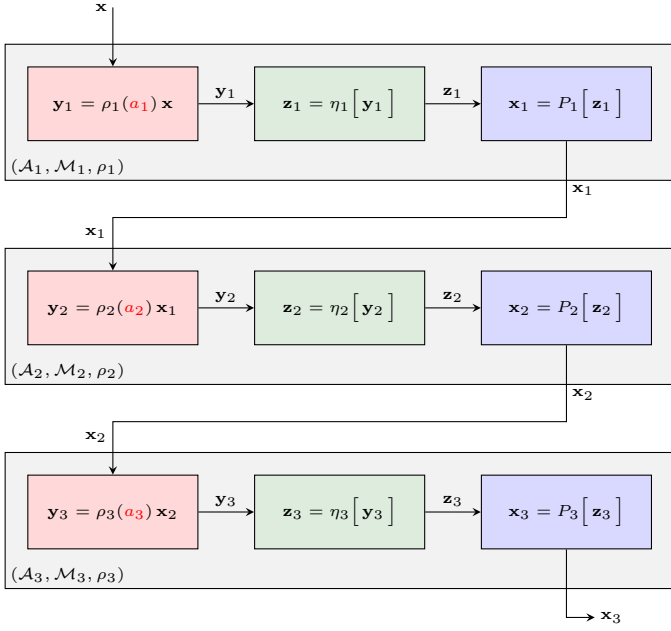 𝐱
𝐲₁ = ρ₁(a₁) 𝐱
𝐲₁
𝐳₁ = η₁[ 𝐲₁ ]
𝐳₁
𝐱₁ = P₁[ 𝐳₁ ]
(𝒜₁, ℳ₁, ρ₁)
𝐱₁
𝐱₁
𝐲₂ = ρ₂(a₂) 𝐱₁
𝐲₂
𝐳₂ = η₂[ 𝐲₂ ]
𝐳₂
𝐱₂ = P₂[ 𝐳₂ ]
(𝒜₂, ℳ₂, ρ₂)
𝐱₂
𝐱₂
𝐲₃ = ρ₃(a₃) 𝐱₂
𝐲₃
𝐳₃ = η₃[ 𝐲₃ ]
𝐳₃
𝐱₃ = P₃[ 𝐳₃ ]
(𝒜₃, ℳ₃, ρ₃)
𝐱₃